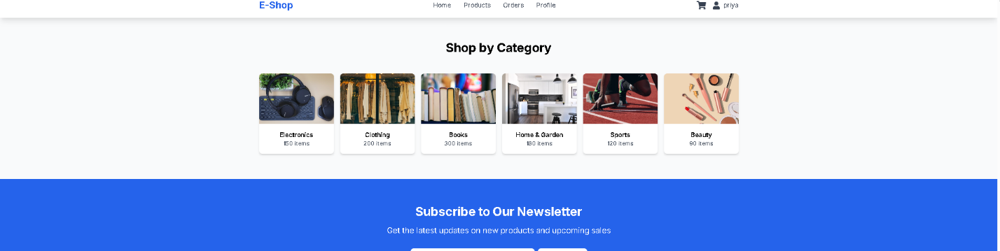 E-Shop
Home Products Orders Profile
priya
Shop by Category
Electronics
150 items
Clothing
200 items
Books
300 items
Home & Garden
180 items
Sports
120 items
Beauty
90 items
Subscribe to Our Newsletter
Get the latest updates on new products and upcoming sales